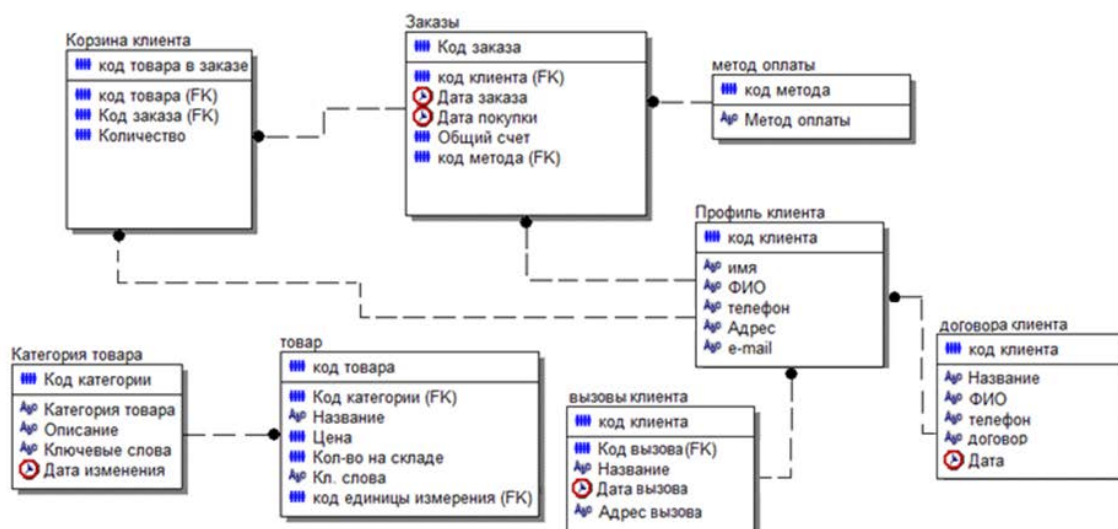 Корзина клиента
код товара в заказе
код товара (FK)
Код заказа (FK)
Количество
Заказы
Код заказа
код клиента (FK)
Дата заказа
Дата покупки
Общий счет
код метода (FK)
метод оплаты
код метода
Метод оплаты
Профиль клиента
код клиента
имя
ФИО
телефон
Адрес
e-mail
Категория товара
Код категории
Категория товара
Описание
Ключевые слова
Дата изменения
товар
код товара
Код категории (FK)
Название
Цена
Кол-во на складе
Кл. слова
код единицы измерения (FK)
вызовы клиента
код клиента
Код вызова (FK)
Название
Дата вызова
Адрес вызова
договора клиента
код клиента
Название
ФИО
телефон
договор
Дата